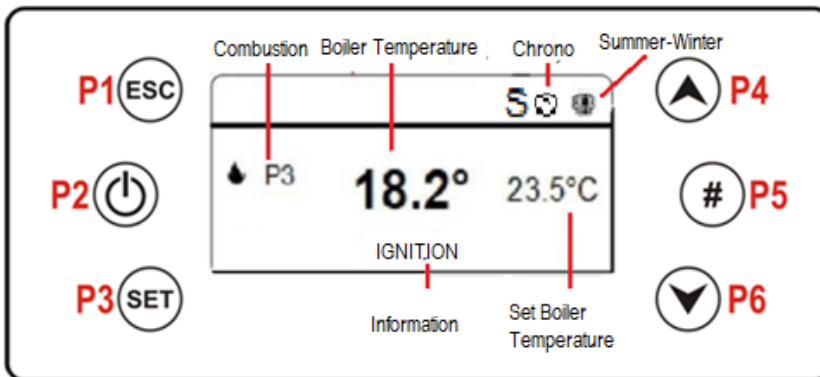 Combustion Boiler Temperature Chrono Summer-Winter
P1 ESC
S
P4
P2
P3 18.2° 23.5°C
# P5
IGNITION
P3 SET
Information
Set Boiler
Temperature
P6